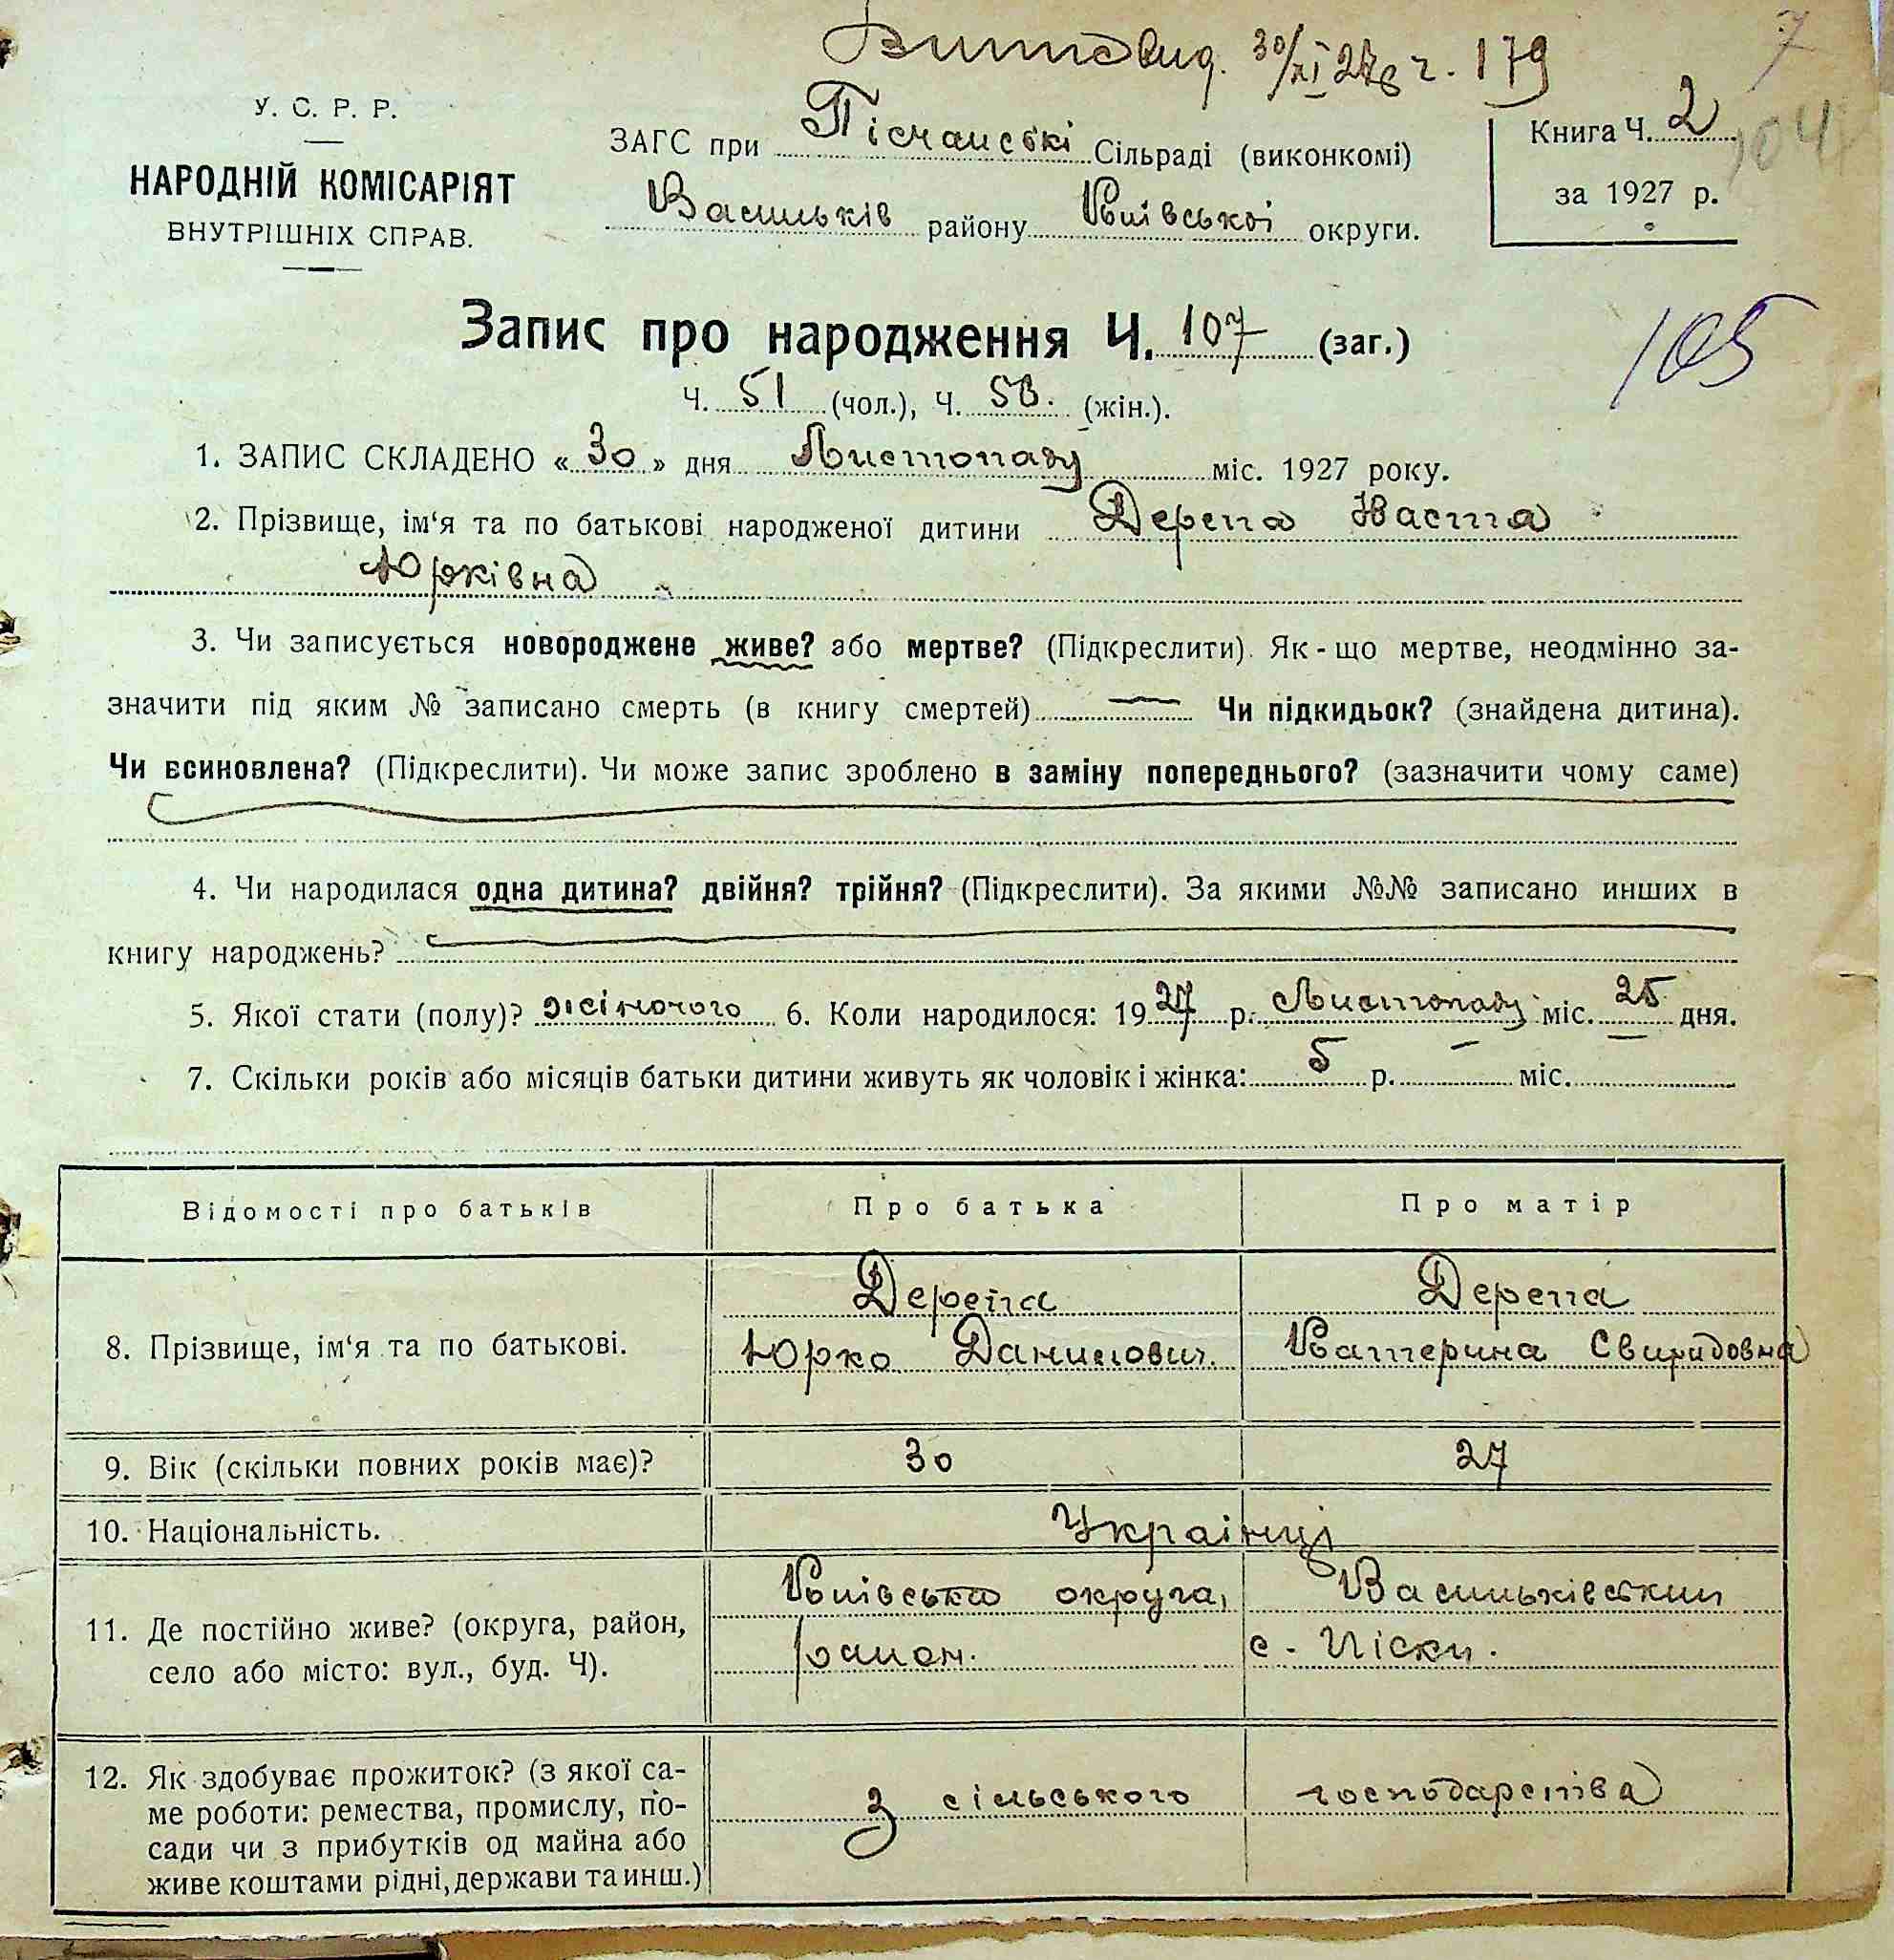 Вит. вид. 30/XI 27 р ч. 179
7
У. С. Р. Р.
НАРОДНІЙ КОМІСАРІЯТ
ВНУТРІШНІХ СПРАВ.
ЗАГС при Пісчанські Сільраді (виконкомі)
Васильків району Київської округи.
Книга Ч. 2
104
за 1927 р.
Запис про народження Ч. 107 (заг.)
105
Ч. 51 (чол.), Ч. 56. (жін.).
1. ЗАПИС СКЛАДЕНО «30» дня Листопаду міс. 1927 року.
2. Прізвище, ім‘я та по батькові народженої дитини Дерепа Наста
Юрківна
3. Чи записується новороджене живе? або мертве? (Підкреслити). Як-що мертве, неодмінно за-
значити під яким № записано смерть (в книгу смертей) — Чи підкидьок? (знайдена дитина).
Чи всиновлена? (Підкреслити). Чи може запис зроблено в заміну попереднього? (зазначити чому саме)
4. Чи народилася одна дитина? двійня? трійня? (Підкреслити). За якими №№ записано инших в
книгу народжень?
5. Якої стати (полу)? жіночого 6. Коли народилося: 1927 р. Листопаду міс. 25 дня.
7. Скільки років або місяців батьки дитини живуть як чоловік і жінка: 5 р. — міс.
Відомості про батьків Про батька Про матір
Дерепа Дерепа
8. Прізвище, ім‘я та по батькові. Юрко Данилович. Катерина Свиридовна
9. Вік (скільки повних років має)? 30 27
10. Національність. Українці
Київська округа, Васильківський
11. Де постійно живе? (округа, район, район. с. Піски.
село або місто: вул., буд. Ч).
12. Як здобуває прожиток? (з якої са-
ме роботи: ремества, промислу, по- з сільського господарства
сади чи з прибутків од майна або
живе коштами рідні, держави та инш.)